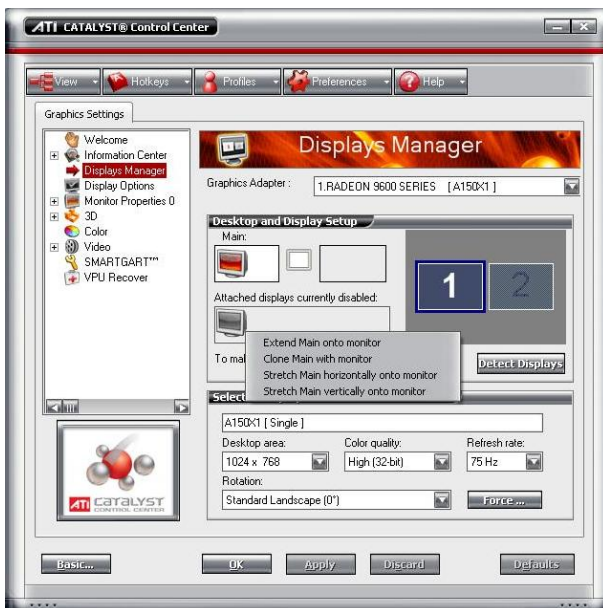 ATI CATALYST® Control Center
View Hotkeys Profiles Preferences Help
Graphics Settings
Welcome
Information Center
Displays Manager
Display Options
Monitor Properties 0
3D
Color
Video
SMARTGART™
VPU Recover
ATI CATALYST
CONTROL CENTER
Displays Manager
Graphics Adapter : 1.RADEON 9600 SERIES [ A150X1 ]
Desktop and Display Setup
Main:
1 2
Attached displays currently disabled:
Extend Main onto monitor
Clone Main with monitor
Stretch Main horizontally onto monitor
Stretch Main vertically onto monitor
To mak
Detect Displays
Select
A150X1 [ Single ]
Desktop area: Color quality: Refresh rate:
1024 x 768 High (32-bit) 75 Hz
Rotation:
Standard Landscape (0°) Force ...
Basic... OK Apply Discard Defaults